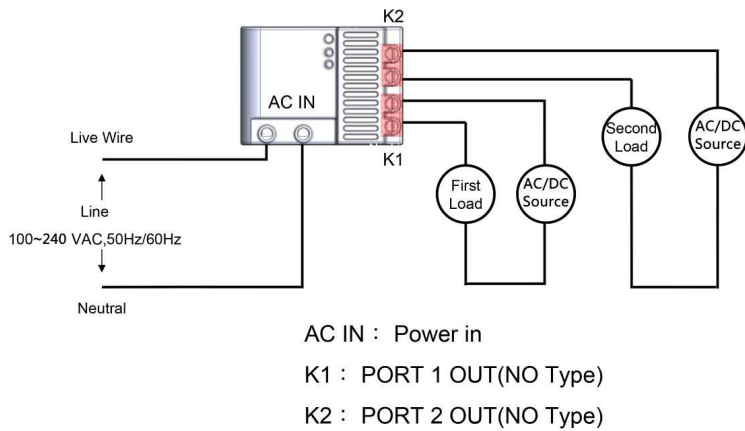 K2
AC IN
K1
Live Wire
Line
100~240 VAC,50Hz/60Hz
Neutral
First
Load
AC/DC
Source
Second
Load
AC/DC
Source
AC IN： Power in
K1： PORT 1 OUT(NO Type)
K2： PORT 2 OUT(NO Type)